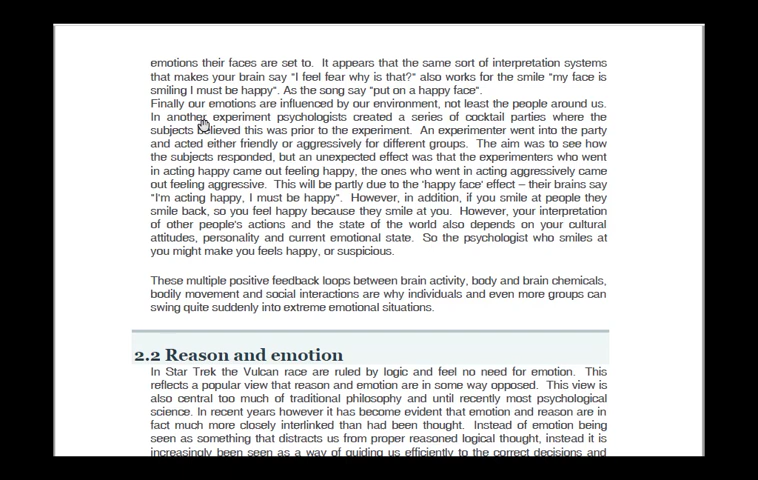 emotions their faces are set to. It appears that the same sort of interpretation systems
that makes your brain say "I feel fear why is that?" also works for the smile "my face is
smiling I must be happy". As the song say "put on a happy face".
Finally our emotions are influenced by our environment, not least the people around us.
In another experiment psychologists created a series of cocktail parties where the
subjects believed this was prior to the experiment. An experimenter went into the party
and acted either friendly or aggressively for different groups. The aim was to see how
the subjects responded, but an unexpected effect was that the experimenters who went
in acting happy came out feeling happy, the ones who went in acting aggressively came
out feeling aggressive. This will be partly due to the 'happy face' effect – their brains say
"I'm acting happy, I must be happy". However, in addition, if you smile at people they
smile back, so you feel happy because they smile at you. However, your interpretation
of other people's actions and the state of the world also depends on your cultural
attitudes, personality and current emotional state. So the psychologist who smiles at
you might make you feels happy, or suspicious.
These multiple positive feedback loops between brain activity, body and brain chemicals,
bodily movement and social interactions are why individuals and even more groups can
swing quite suddenly into extreme emotional situations.
2.2 Reason and emotion
In Star Trek the Vulcan race are ruled by logic and feel no need for emotion. This
reflects a popular view that reason and emotion are in some way opposed. This view is
also central too much of traditional philosophy and until recently most psychological
science. In recent years however it has become evident that emotion and reason are in
fact much more closely interlinked than had been thought. Instead of emotion being
seen as something that distracts us from proper reasoned logical thought, instead it is
increasingly been seen as a way of guiding us efficiently to the correct decisions and